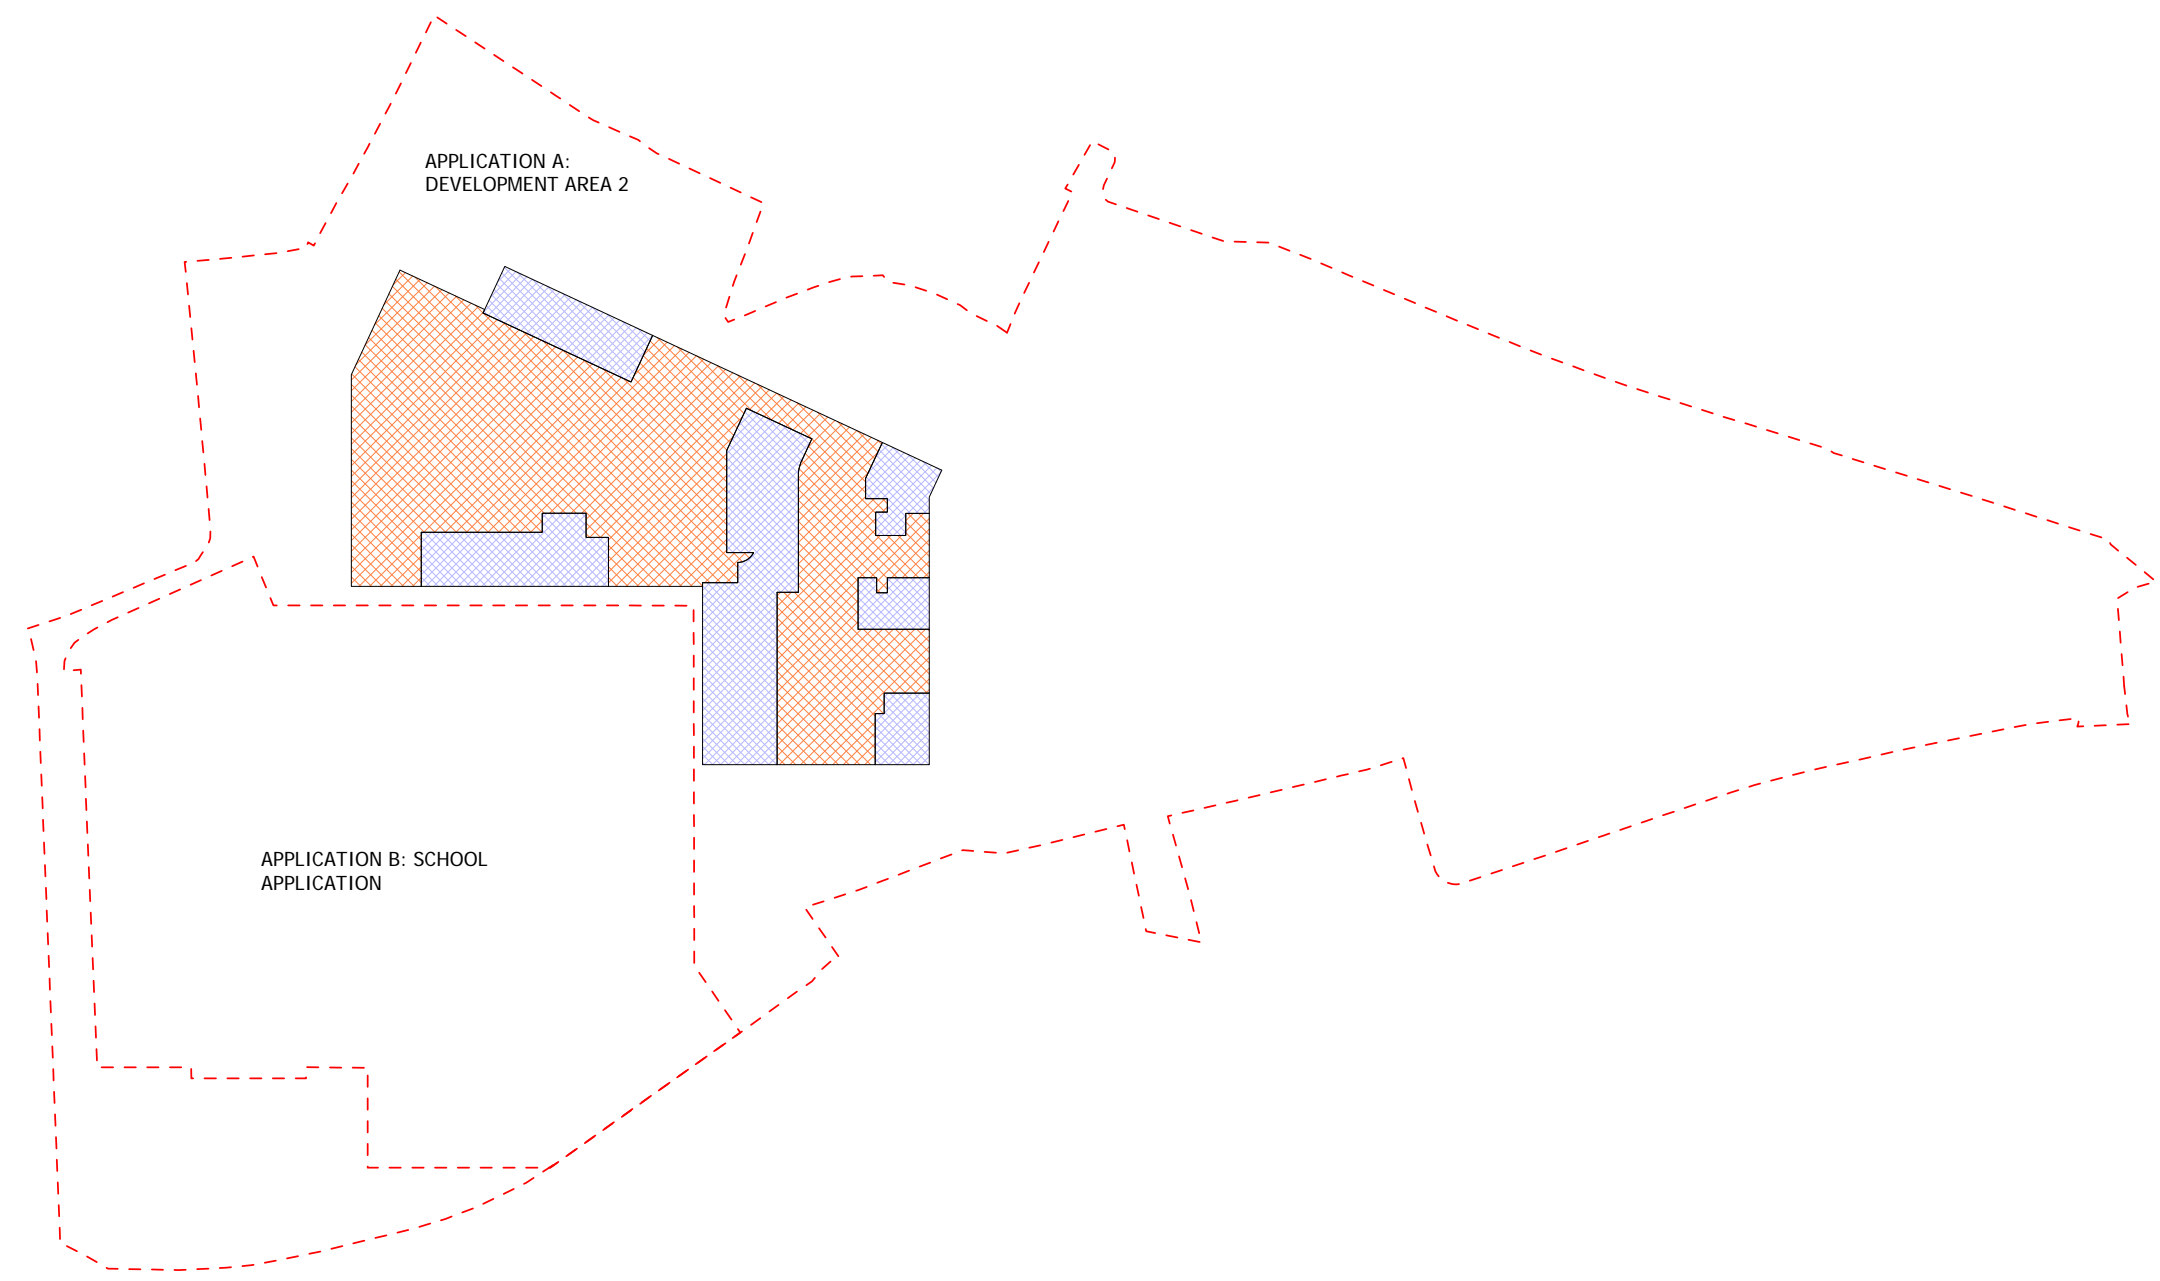 APPLICATION A:
DEVELOPMENT AREA 2
APPLICATION B: SCHOOL
APPLICATION